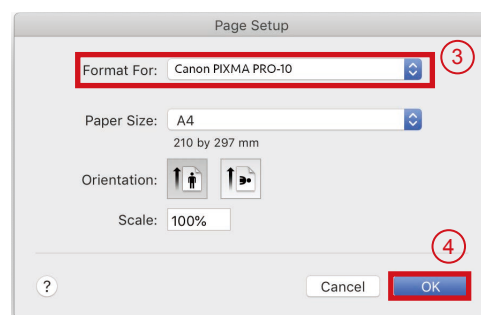 Page Setup
Format For: Canon PIXMA PRO-10
3
Paper Size: A4
210 by 297 mm
Orientation:
Scale: 100%
4
? Cancel OK